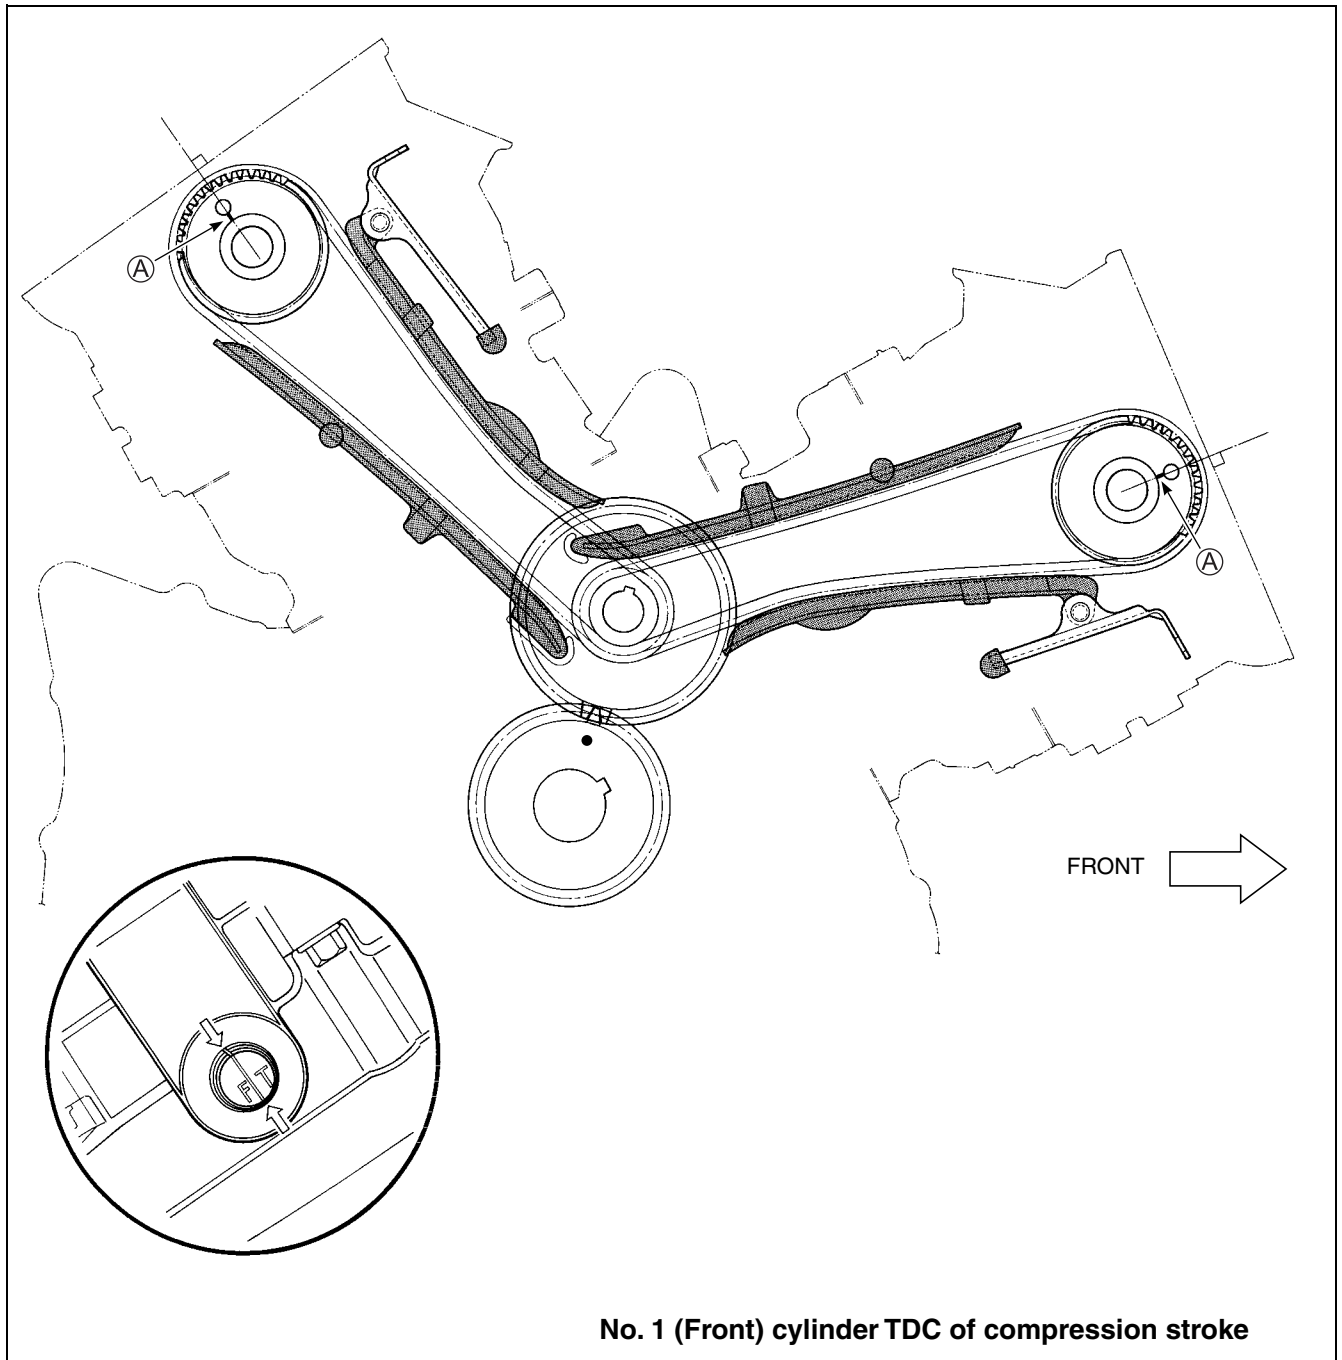 A
A
FRONT
F T
No. 1 (Front) cylinder TDC of compression stroke